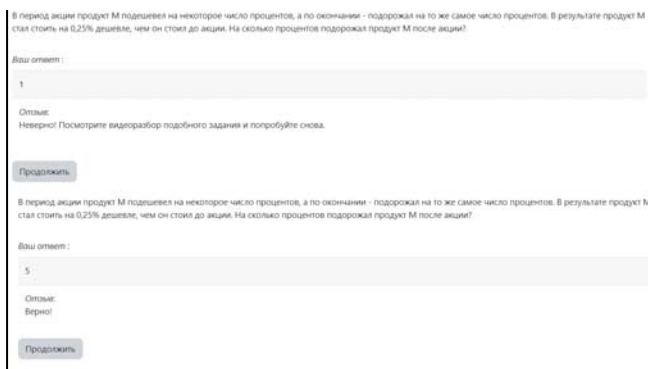 В период акции продукт М подешевел на некоторое число процентов, а по окончании - подорожал на то же самое число процентов. В результате продукт М
стал стоить на 0,25% дешевле, чем он стоил до акции. На сколько процентов подорожал продукт М после акции?
Ваш ответ :
1
Отзыв:
Неверно! Посмотрите видеоразбор подобного задания и попробуйте снова.
Продолжить
В период акции продукт М подешевел на некоторое число процентов, а по окончании - подорожал на то же самое число процентов. В результате продукт М
стал стоить на 0,25% дешевле, чем он стоил до акции. На сколько процентов подорожал продукт М после акции?
Ваш ответ :
5
Отзыв:
Верно!
Продолжить